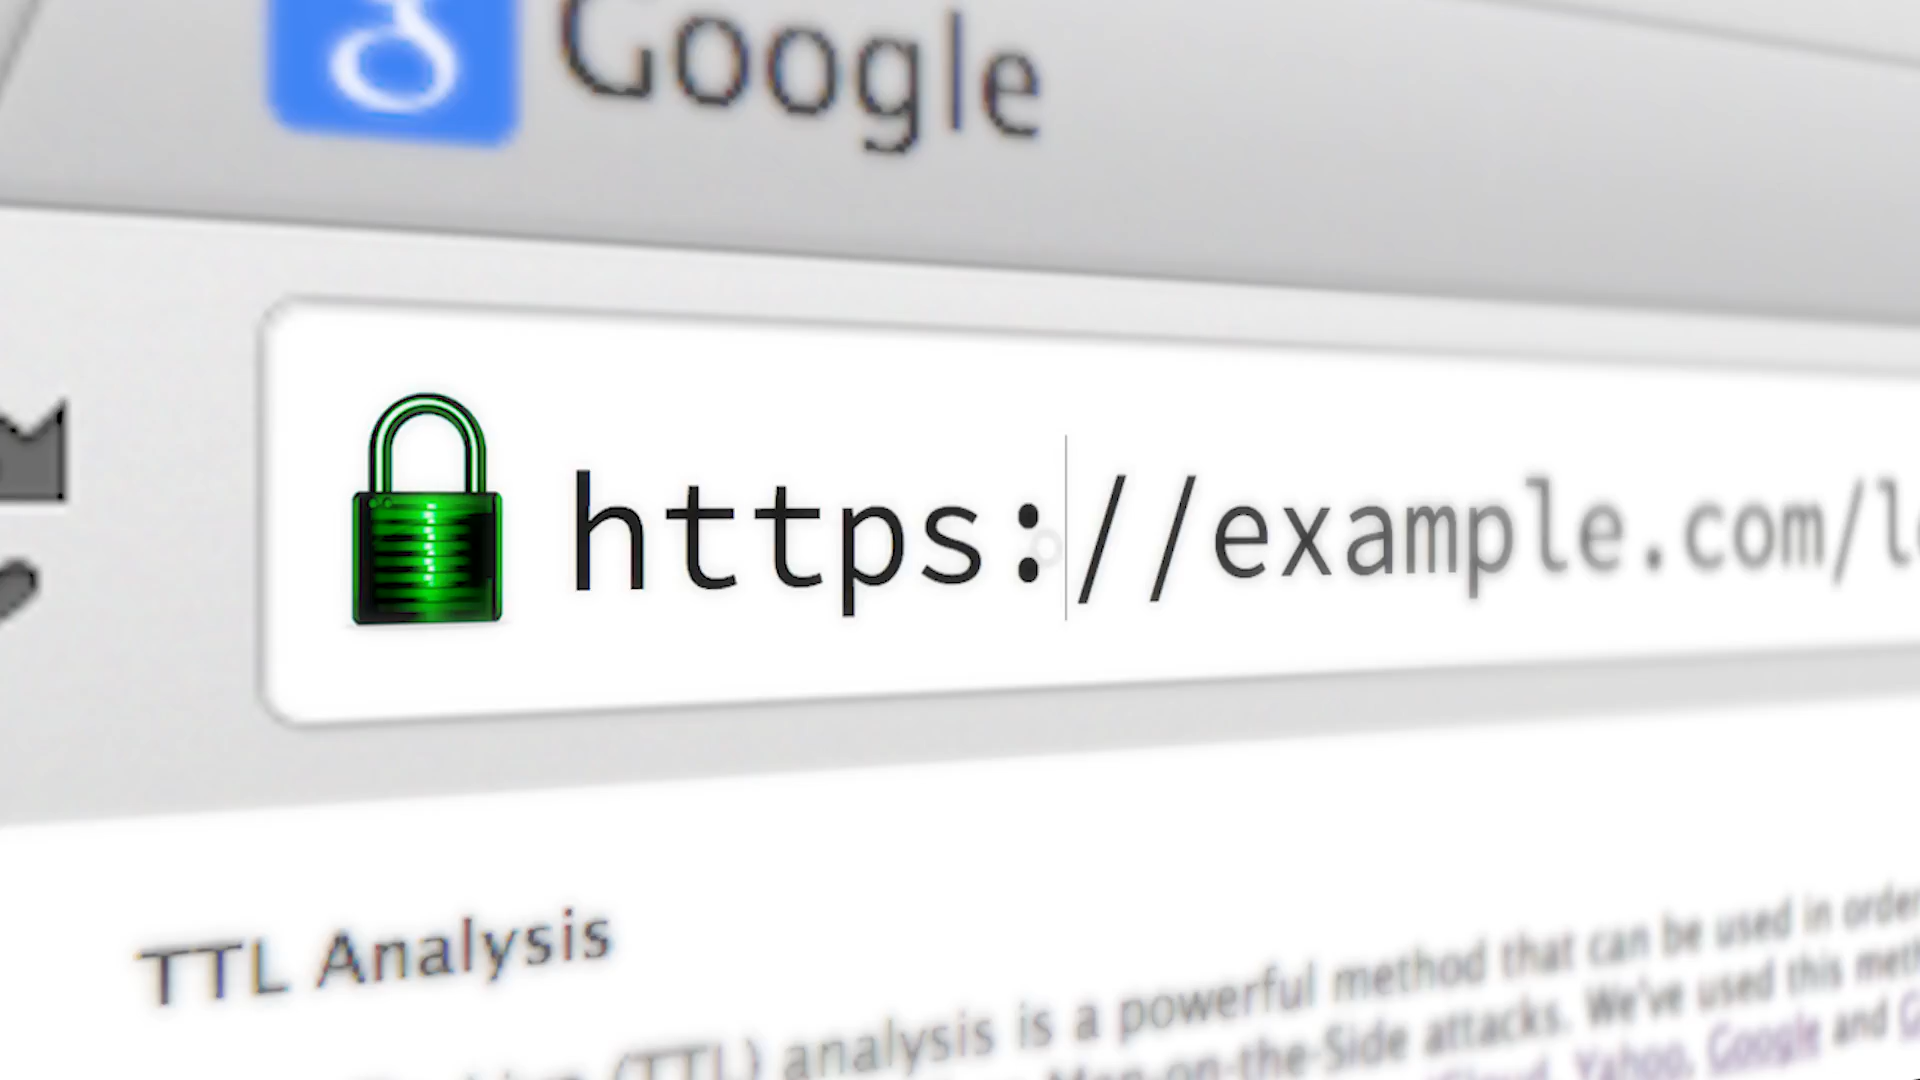 Google
https://example.com/l
TTL Analysis
(TTL) analysis is a powerful method that can be used in order
Man-on-the-Side attacks. We've used this
Yahoo, Google and